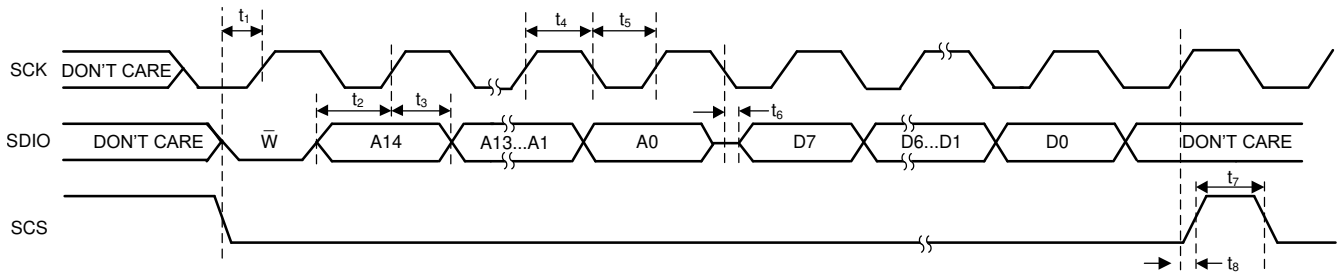 t1 t4 t5
SCK DON'T CARE
t2 t3 t6
SDIO DON'T CARE W̅ A14 A13...A1 A0 D7 D6...D1 D0 DON'T CARE
t7
SCS
t8